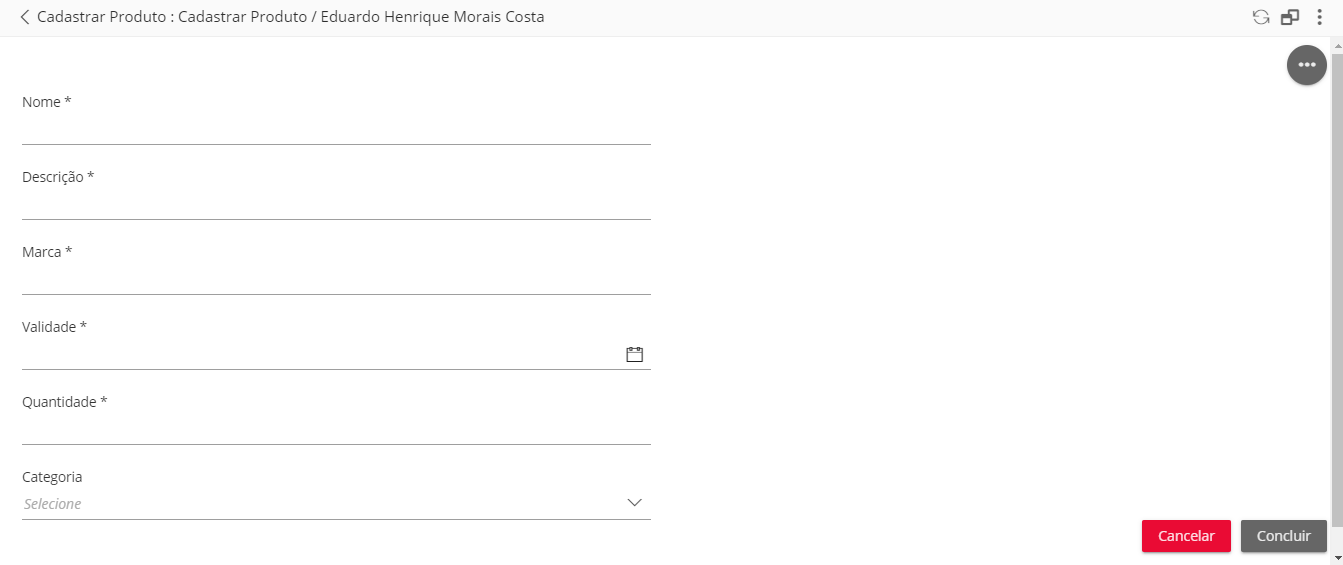 Cadastrar Produto : Cadastrar Produto / Eduardo Henrique Morais Costa
Nome *
Descrição *
Marca *
Validade *
Quantidade *
Categoria
Selecione
Cancelar Concluir